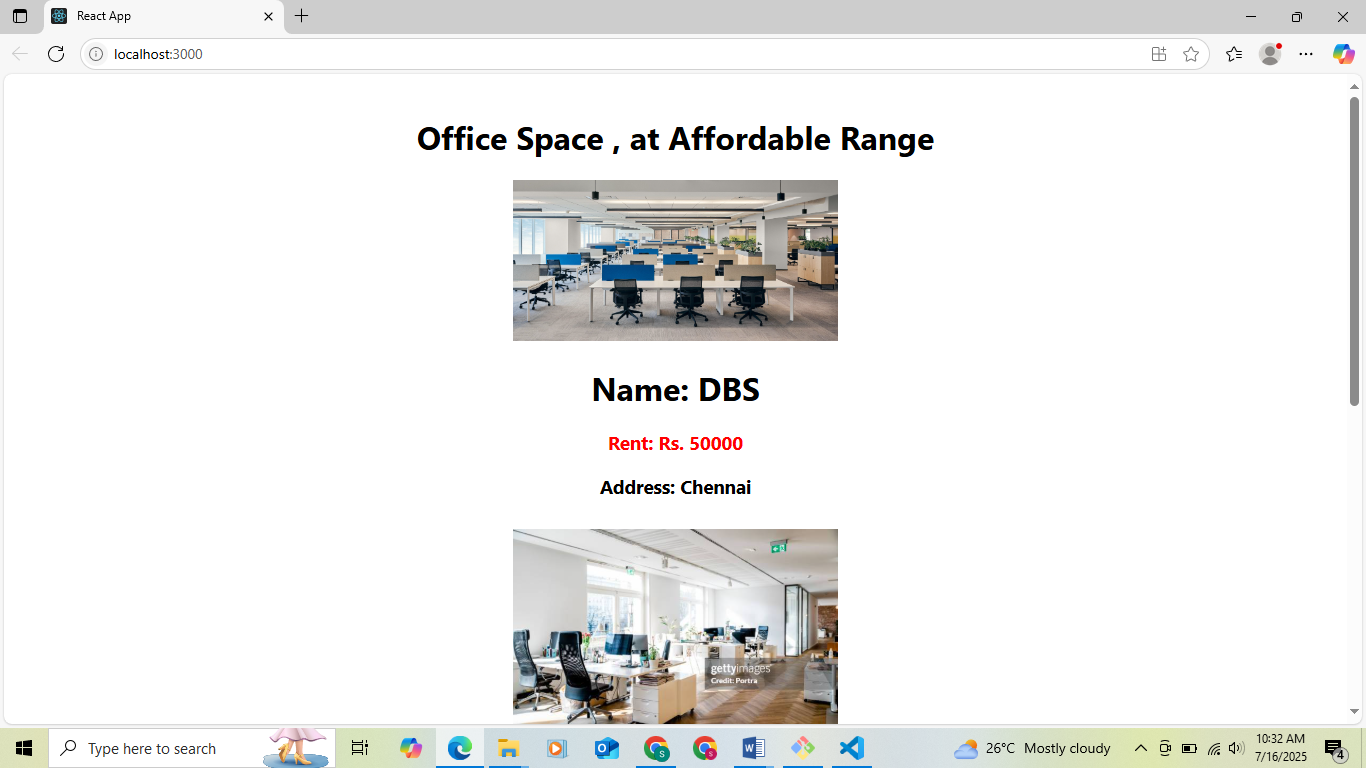 React App
localhost:3000
Office Space , at Affordable Range
Name: DBS
Rent: Rs. 50000
Address: Chennai
gettyimages
Credit: Portra
Type here to search
S
S
26°C Mostly cloudy
10:32 AM
7/16/2025
4